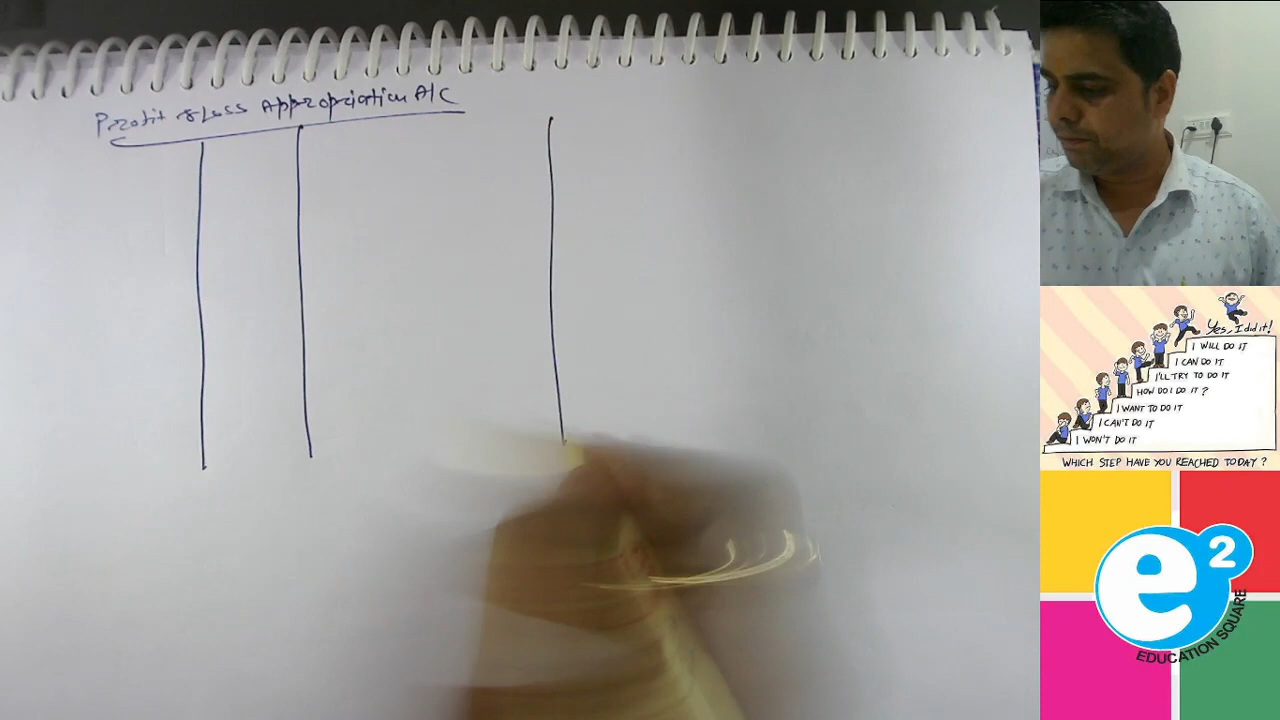 Profit & Loss Appropriation A/C
Yes, I did it!
I WILL DO IT
I CAN DO IT
I'LL TRY TO DO IT
HOW DO I DO IT?
I WANT TO DO IT
I CAN'T DO IT
I WON'T DO IT
WHICH STEP HAVE YOU REACHED TODAY?
e2
EDUCATION SQUARE